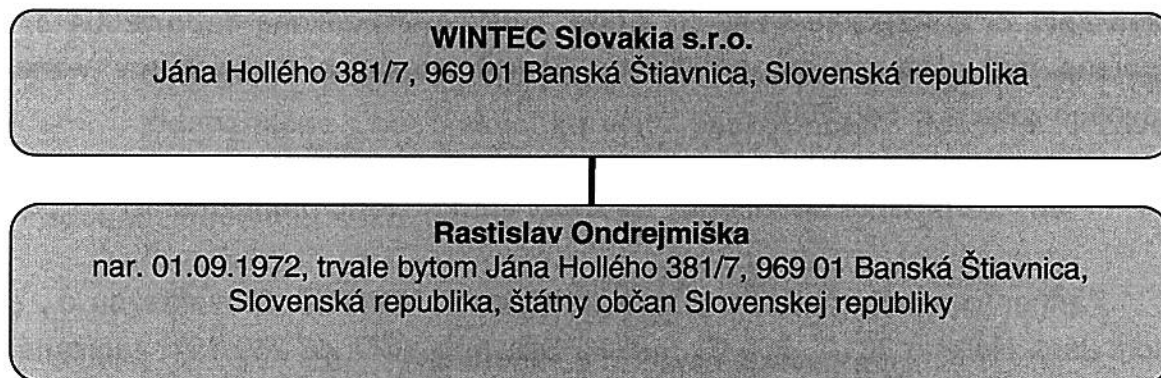 WINTEC Slovakia s.r.o.
Jána Hollého 381/7, 969 01 Banská Štiavnica, Slovenská republika
Rastislav Ondrejmiška
nar. 01.09.1972, trvale bytom Jána Hollého 381/7, 969 01 Banská Štiavnica,
Slovenská republika, štátny občan Slovenskej republiky